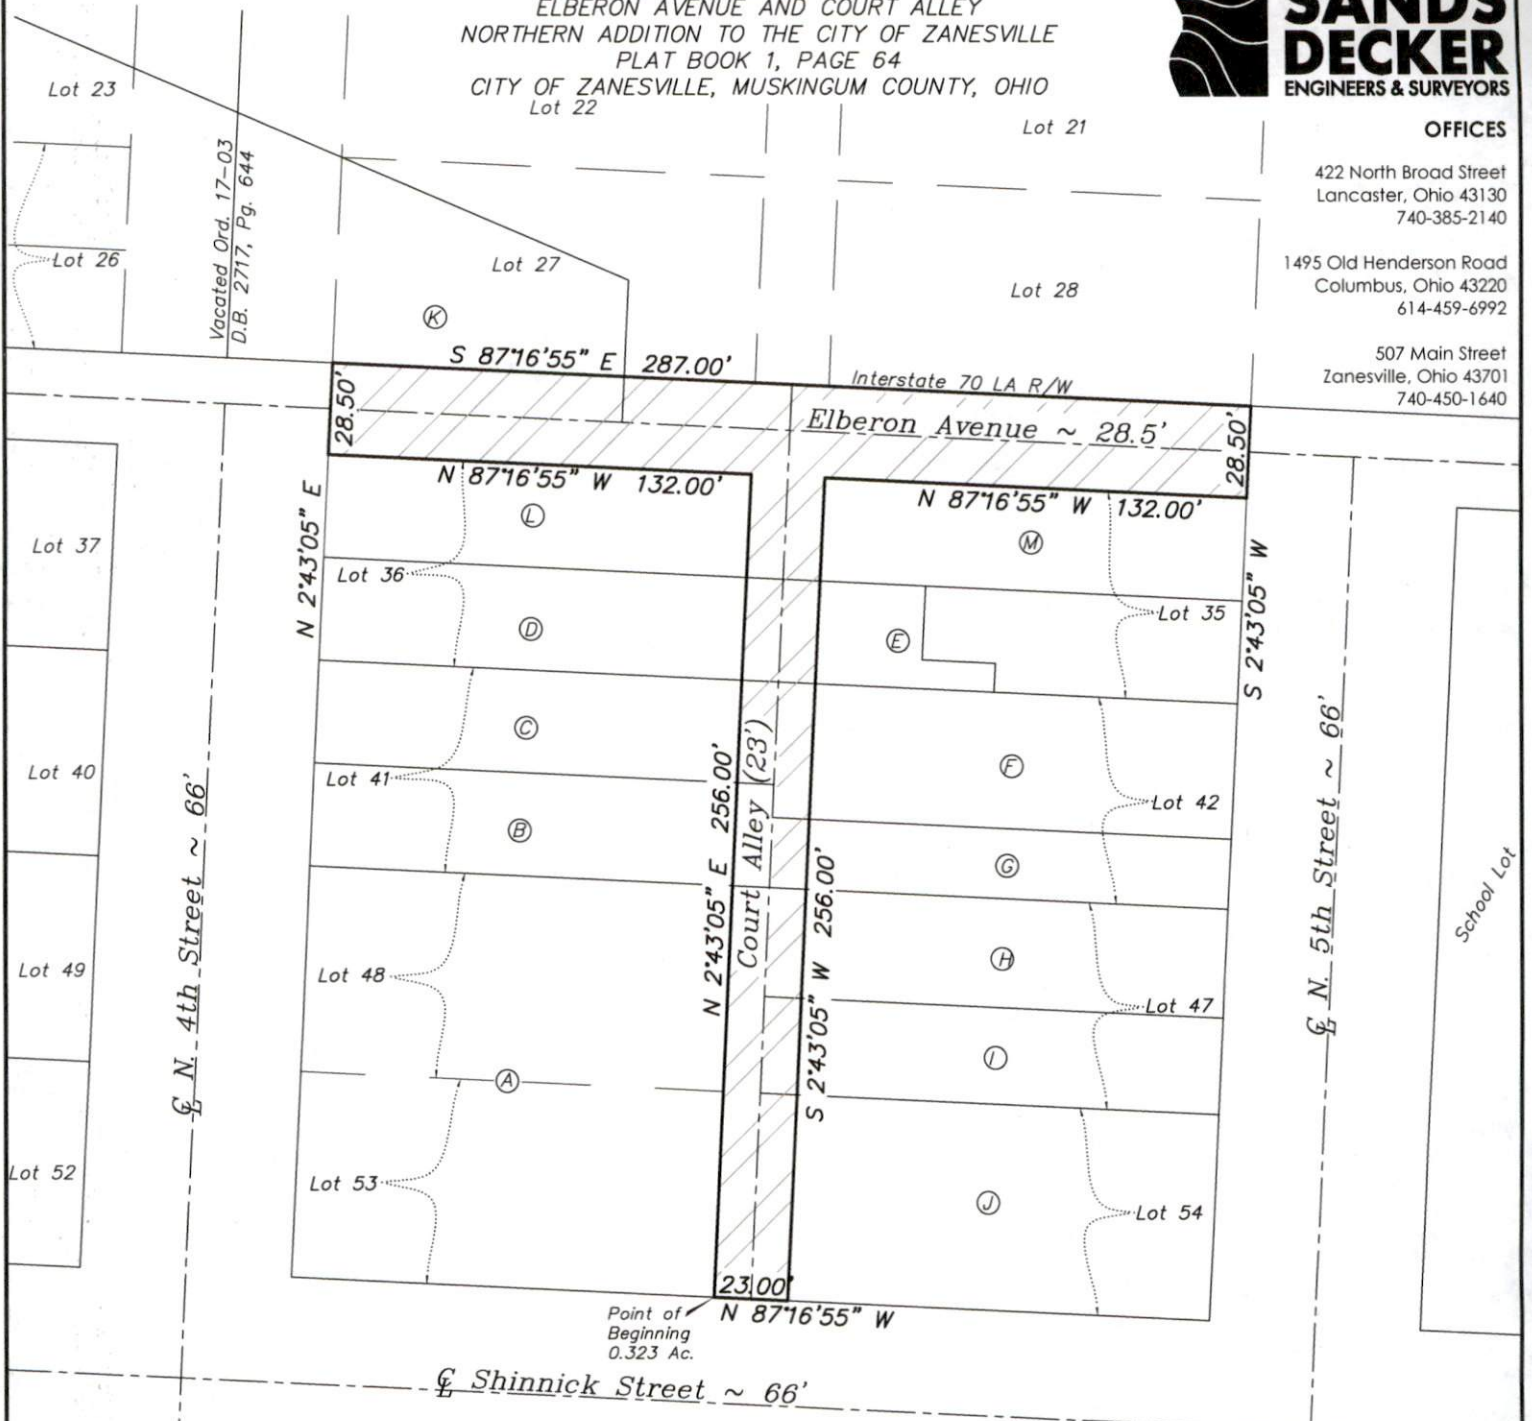 ELBERON AVENUE AND COURT ALLEY
NORTHERN ADDITION TO THE CITY OF ZANESVILLE
PLAT BOOK 1, PAGE 64
CITY OF ZANESVILLE, MUSKINGUM COUNTY, OHIO
SANDS
DECKER
ENGINEERS & SURVEYORS
OFFICES
422 North Broad Street
Lancaster, Ohio 43130
740-385-2140
1495 Old Henderson Road
Columbus, Ohio 43220
614-459-6992
507 Main Street
Zanesville, Ohio 43701
740-450-1640
Lot 23
Lot 22
Lot 21
Vacated Ord. 17-03
D.B. 2717, Pg. 644
Lot 26
Lot 27
Lot 28
K
S 87°16'55" E 287.00'
Interstate 70 LA R/W
28.50'
Elberon Avenue ~ 28.5'
28.50'
N 87°16'55" W 132.00'
N 87°16'55" W 132.00'
N 2°43'05" E
L
M
Lot 37
Lot 36
D
E
Lot 35
S 2°43'05" W
C
Lot 40
Lot 41
B
F
Lot 42
G
N 2°43'05" E 256.00'
Court Alley (23')
S 2°43'05" W 256.00'
℄ N. 4th Street ~ 66'
℄ N. 5th Street ~ 66'
School Lot
Lot 49
Lot 48
H
Lot 47
I
A
Lot 52
Lot 53
J
Lot 54
23.00'
N 87°16'55" W
Point of
Beginning
0.323 Ac.
℄ Shinnick Street ~ 66'